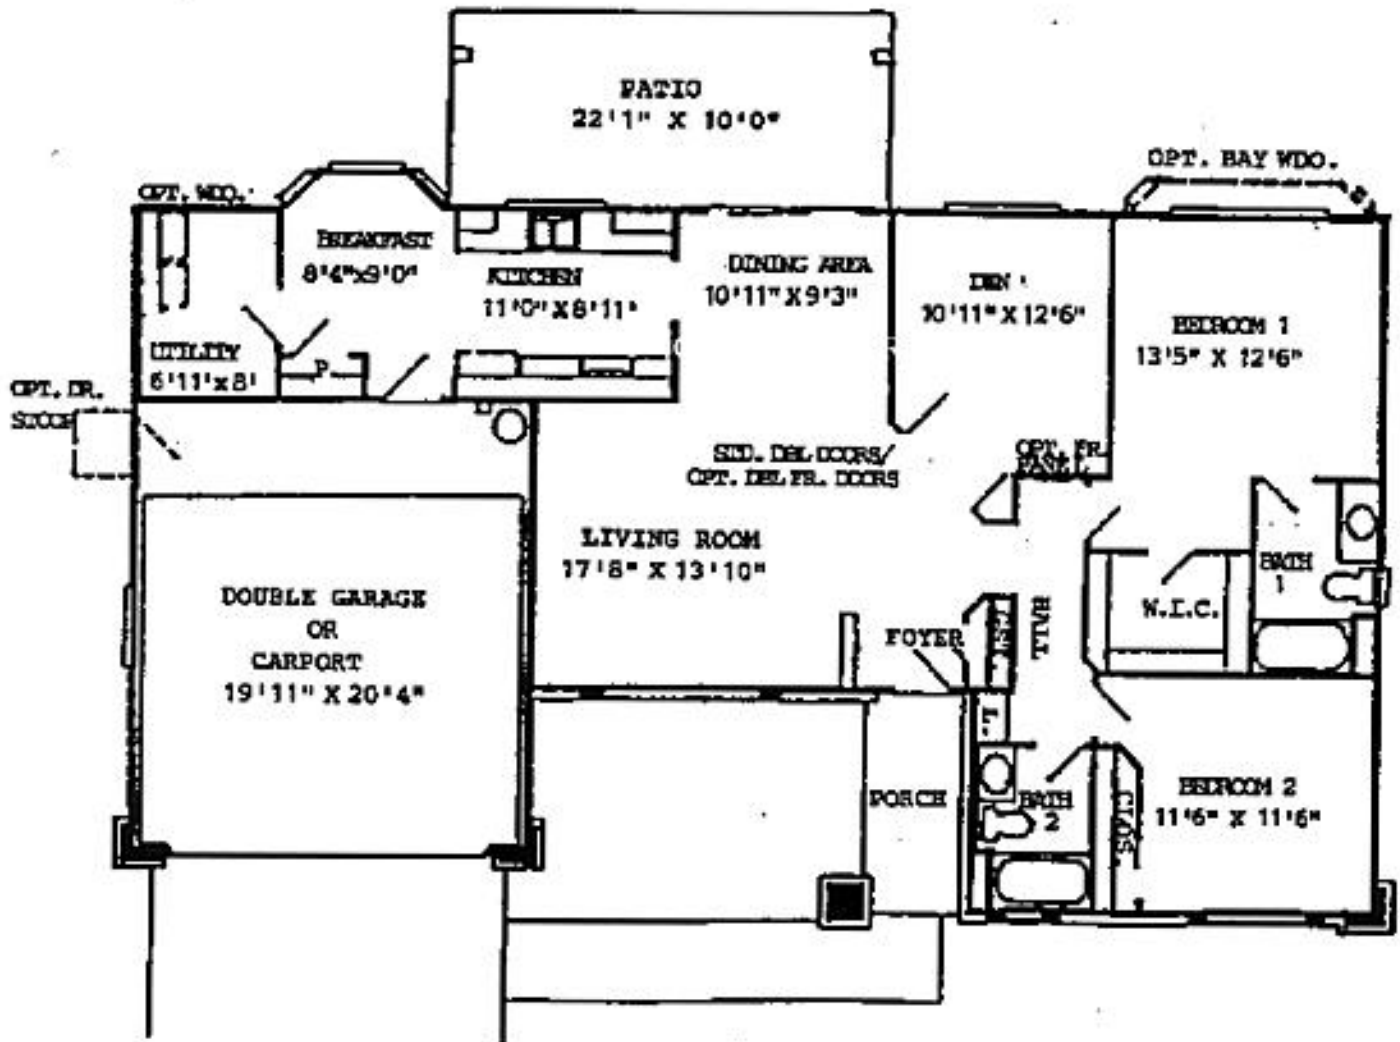 PATIO
22'1" X 10'0"
OPT. BAY WDO.
OPT. WDO.
BREAKFAST
8'4"x9'0"
KITCHEN
11'0"X8'11"
DINING AREA
10'11"X9'3"
DEN
10'11"X12'6"
BEDROOM 1
13'5" X 12'6"
UTILITY
6'11"x8'
P.
OPT. DR.
STOOP
STD. DBL DOORS/
OPT. DBL FR. DOORS
OPT. FR.
LIVING ROOM
17'8" X 13'10"
DOUBLE GARAGE
OR
CARPORT
19'11" X 20'4"
FOYER
HALL
W.I.C.
BATH
1
L.
PORCH
BATH
2
CLOS.
BEDROOM 2
11'6" X 11'6"